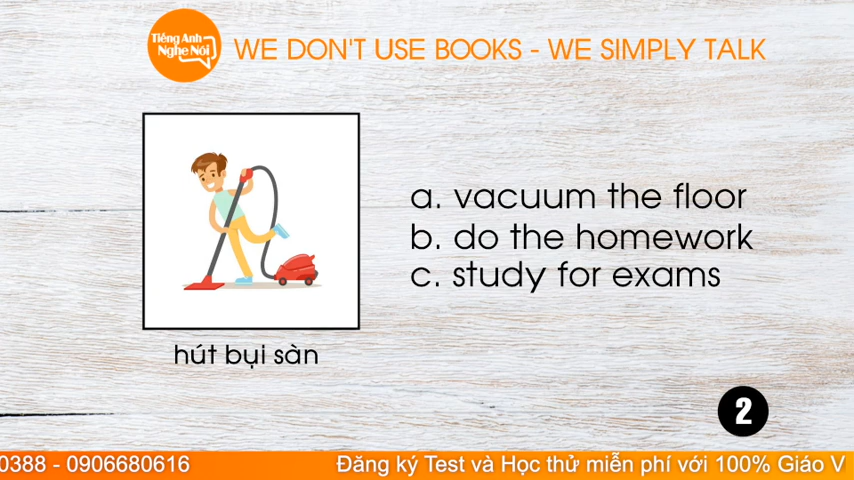 Tiếng Anh
Nghe Nói
WE DON'T USE BOOKS - WE SIMPLY TALK
a. vacuum the floor
b. do the homework
c. study for exams
hút bụi sàn
2
0388 - 0906680616
Đăng ký Test và Học thử miễn phí với 100% Giáo V